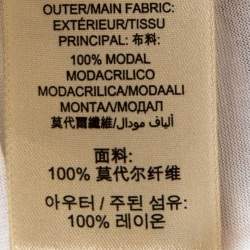 OUTER/MAIN FABRIC:
EXTÉRIEUR/TISSU
PRINCIPAL: 布料:
100% MODAL
MODACRILICO
MODACRILICA/MODAALI
MONTAЛ/МОДАЛ
莫代爾纖維/ألياف مودال
面料:
100% 莫代尔纤维
아우터 / 주된 섬유:
100% 레이온